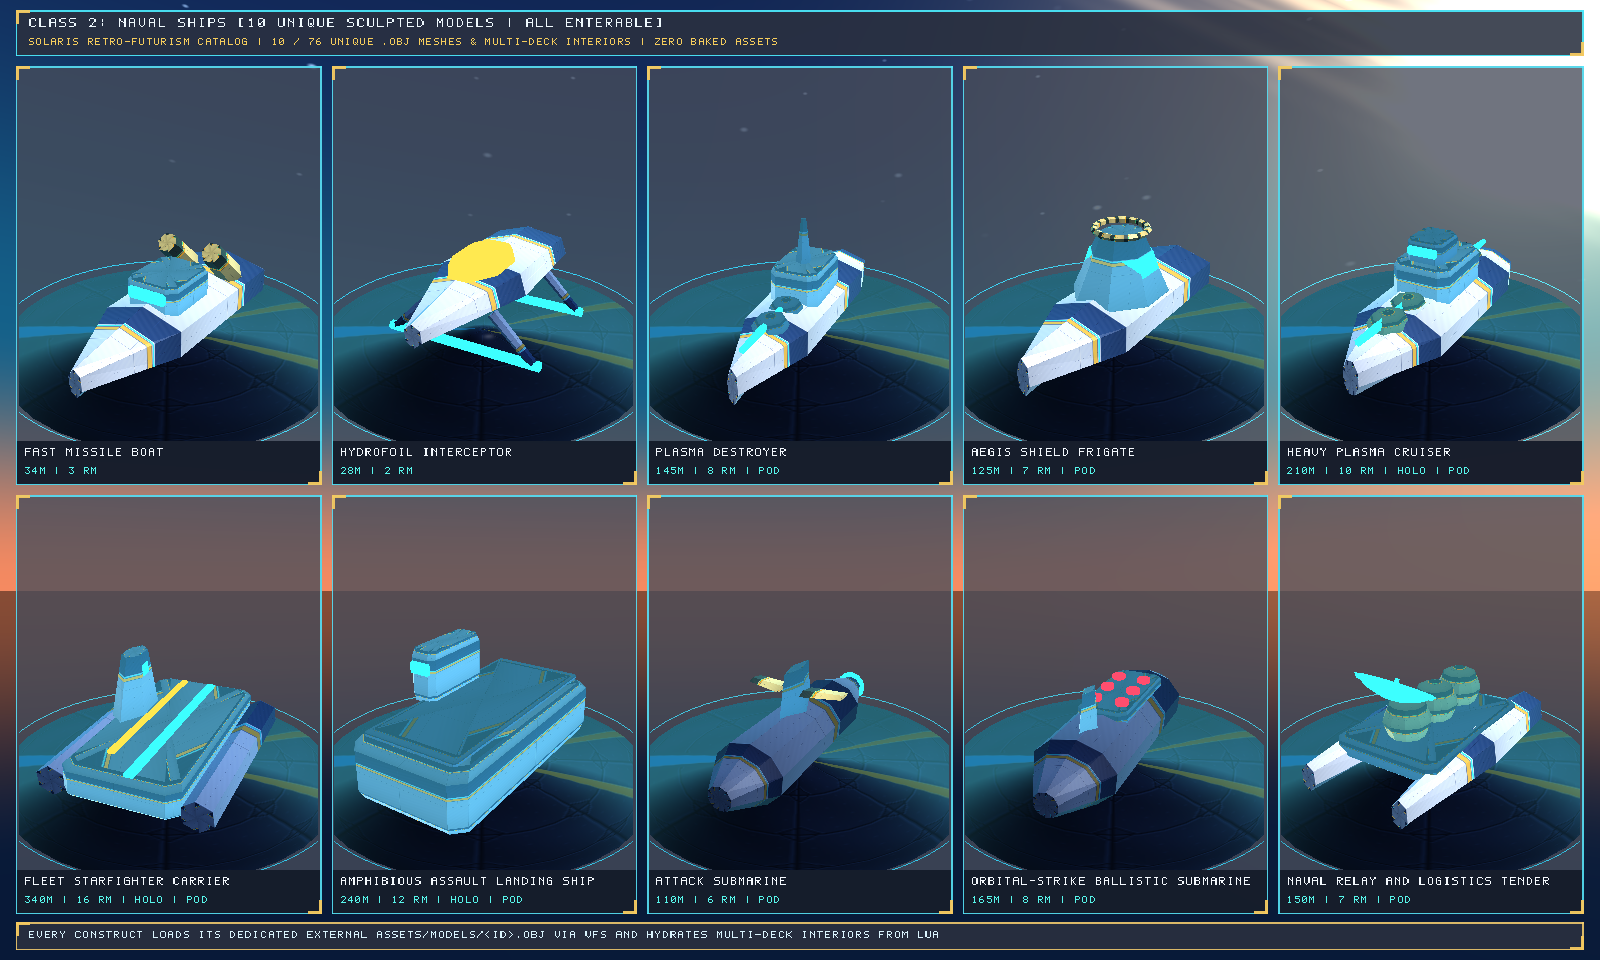 CLASS 2: NAVAL SHIPS [10 UNIQUE SCULPTED MODELS | ALL ENTERABLE]
SOLARIS RETRO-FUTURISM CATALOG | 10 / 76 UNIQUE .OBJ MESHES & MULTI-DECK INTERIORS | ZERO BAKED ASSETS
FAST MISSILE BOAT
34M | 3 RM
HYDROFOIL INTERCEPTOR
28M | 2 RM
PLASMA DESTROYER
145M | 8 RM | POD
AEGIS SHIELD FRIGATE
125M | 7 RM | POD
HEAVY PLASMA CRUISER
210M | 10 RM | HOLO | POD
FLEET STARFIGHTER CARRIER
340M | 16 RM | HOLO | POD
AMPHIBIOUS ASSAULT LANDING SHIP
240M | 12 RM | HOLO | POD
ATTACK SUBMARINE
110M | 6 RM | POD
ORBITAL-STRIKE BALLISTIC SUBMARINE
165M | 8 RM | POD
NAVAL RELAY AND LOGISTICS TENDER
150M | 7 RM | POD
EVERY CONSTRUCT LOADS ITS DEDICATED EXTERNAL ASSETS/MODELS/<ID>.OBJ VIA VFS AND HYDRATES MULTI-DECK INTERIORS FROM LUA